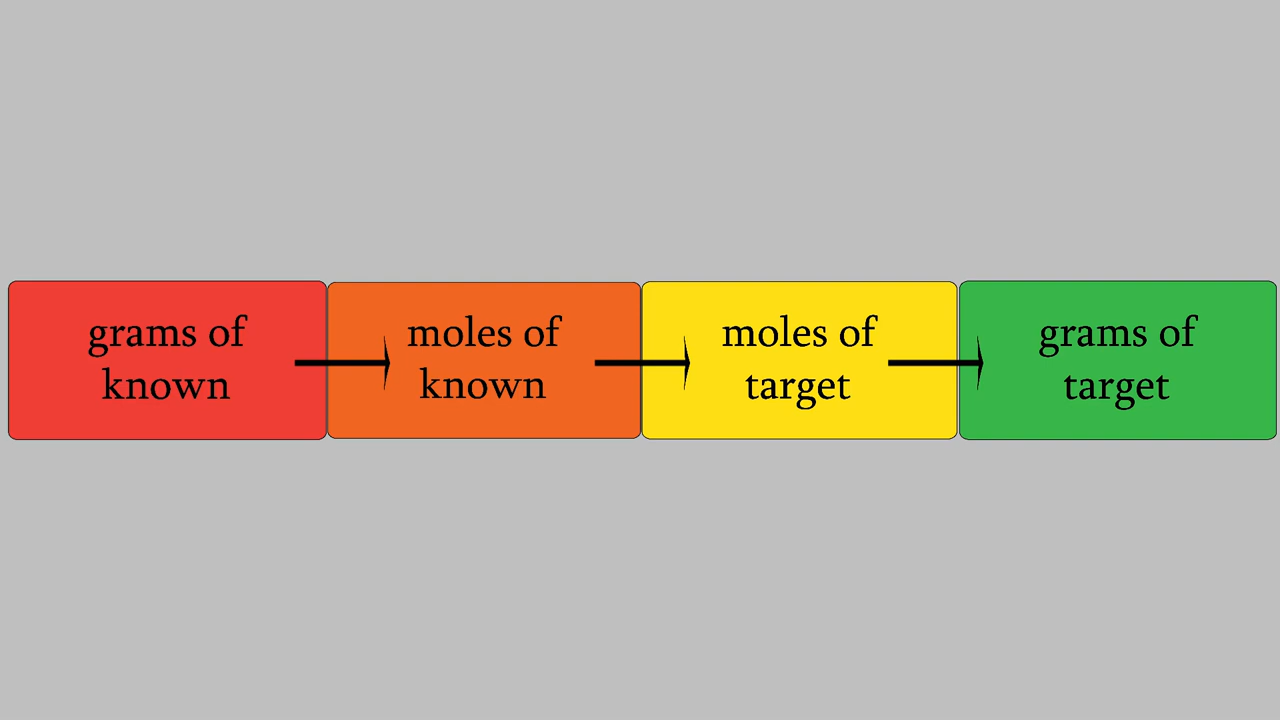 grams of
known
moles of
known
moles of
target
grams of
target